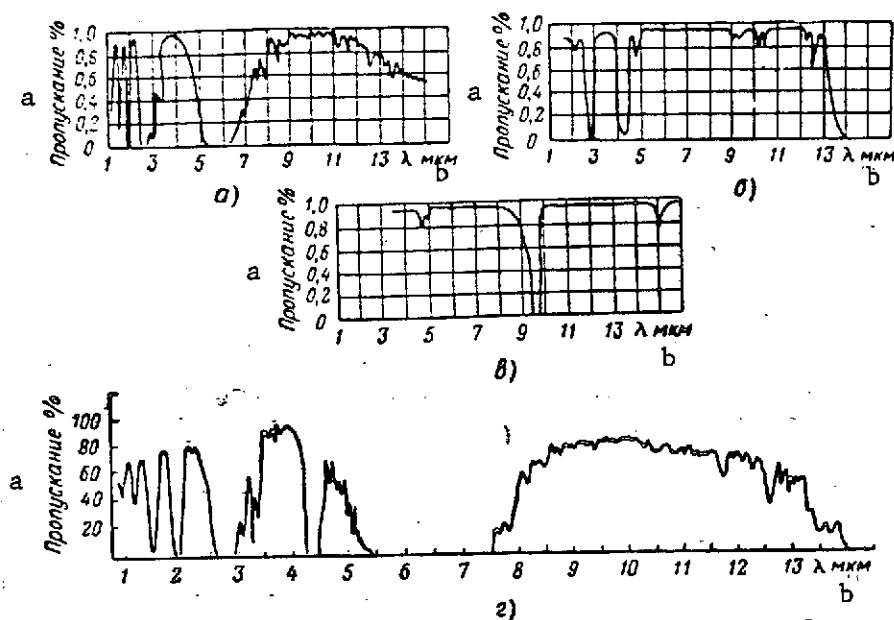 Пропускание %
1,0
0,8
0,6
0,4
0,2
0
a
1 3 5 7 9 11 13 λ мкм
b
а)
Пропускание %
1,0
0,8
0,6
0,4
0,2
0
a
1 3 5 7 9 11 13 λ мкм
b
б)
Пропускание %
1,0
0,8
0,6
0,4
0,2
0
a
1 3 5 7 9 11 13 λ мкм
b
в)
Пропускание %
100
80
60
40
20
a
1 2 3 4 5 6 7 8 9 10 11 12 13 λ мкм
b
г)